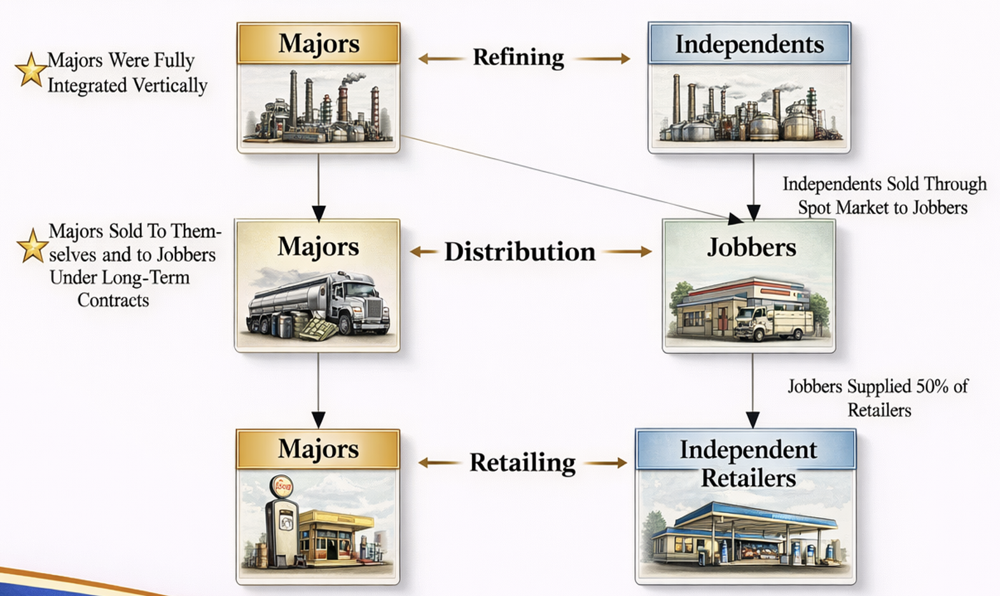 Majors
Refining
Independents
Majors Were Fully
Integrated Vertically
Independents Sold Through
Spot Market to Jobbers
Majors Sold To Them-
selves and to Jobbers
Under Long-Term
Contracts
Majors
Distribution
Jobbers
Jobbers Supplied 50% of
Retailers
Majors
Retailing
Independent
Retailers